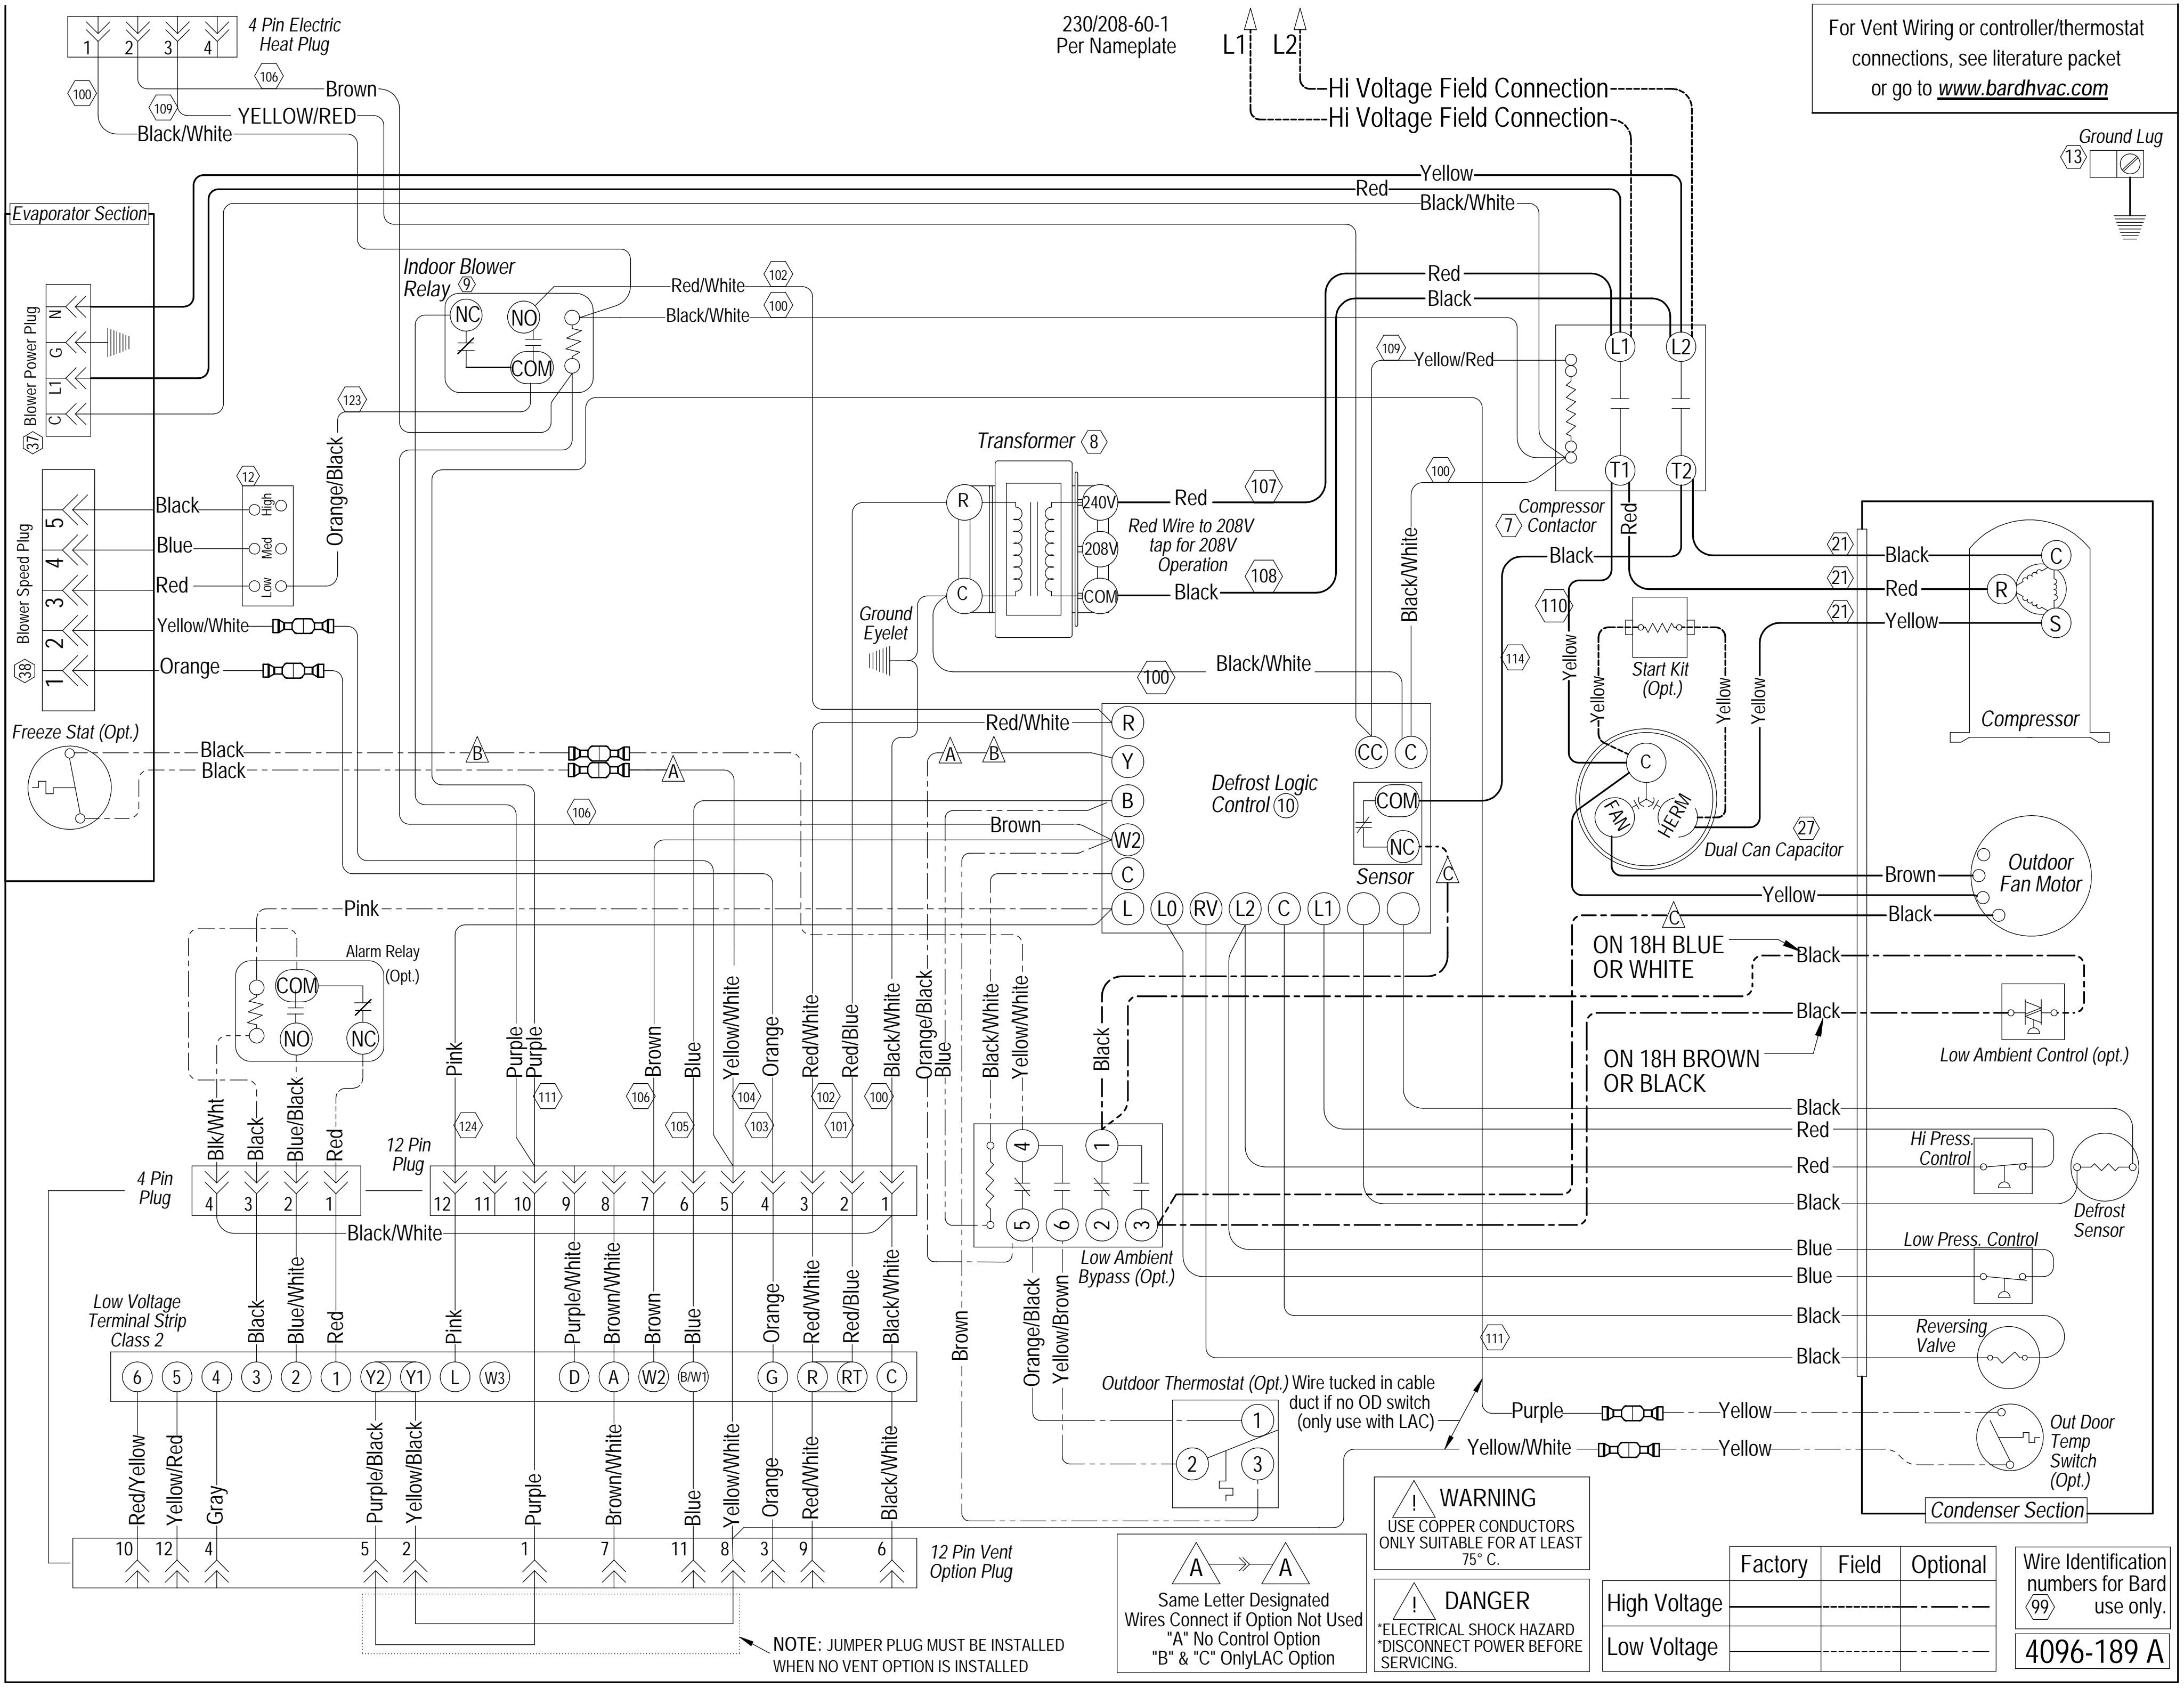 4 Pin Electric
Heat Plug
1 2 3 4
100
106
Brown
109
YELLOW/RED
Black/White
230/208-60-1
Per Nameplate
L1 L2
Hi Voltage Field Connection
Hi Voltage Field Connection
For Vent Wiring or controller/thermostat
connections, see literature packet
or go to www.bardhvac.com
Ground Lug
13
Yellow
Red
Black/White
Evaporator Section
37 Blower Power Plug
N
G
L1
C
Indoor Blower
Relay 9
NC NO
COM
Red/White 102
Black/White 100
123
Orange/Black
Red
Black
109 Yellow/Red
L1 L2
T1 T2
7 Compressor
Contactor
100
Black/White
Transformer 8
R
C
240V
208V
COM
Red 107
Red Wire to 208V
tap for 208V
Operation
Black 108
Ground
Eyelet
100 Black/White
38 Blower Speed Plug
5
4
3
2
1
12
High
Med
Low
Black
Blue
Red
Yellow/White
Orange
Freeze Stat (Opt.)
Black
Black
B
A
106
Red
Black
110
Yellow
114
Start Kit
(Opt.)
Yellow
Yellow
Yellow
21 Black
21 Red
21 Yellow
C
R
S
Compressor
C
FAN
HERM
27
Dual Can Capacitor
Brown
Yellow
Black
Outdoor
Fan Motor
Red/White
A B
Brown
R
Y
B
W2
C
L L0 RV L2 C L1
Defrost Logic
Control 10
CC C
COM
NC
Sensor
C
C
ON 18H BLUE
OR WHITE
Black
Black
ON 18H BROWN
OR BLACK
Low Ambient Control (opt.)
Pink
Alarm Relay
(Opt.)
COM
NO
NC
Blk/Wht
Black
Blue/Black
Red
Pink
Purple
Purple
Brown
Blue
Yellow/White
Orange
Red/White
Red/Blue
Black/White
Orange/Black
Blue
Black/White
Yellow/White
Black
124
111
106
105
104
103
102
101
100
4 Pin
Plug
4 3 2 1
12 Pin
Plug
12 11 10 9 8 7 6 5 4 3 2 1
Black/White
4 1
5 6 2 3
Low Ambient
Bypass (Opt.)
Black
Red
Hi Press.
Control
Red
Black
Defrost
Sensor
Blue
Low Press. Control
Blue
Black
Reversing
Valve
Black
Black
Blue/White
Red
Pink
Purple/White
Brown/White
Brown
Blue
Orange
Red/White
Red/Blue
Black/White
Brown
Orange/Black
Yellow/Brown
Low Voltage
Terminal Strip
Class 2
6 5 4 3 2 1 Y2 Y1 L W3 D A W2 B/W1 G R RT C
111
Outdoor Thermostat (Opt.)
1
2 3
Wire tucked in cable
duct if no OD switch
(only use with LAC)
Purple Yellow
Yellow/White Yellow
Out Door
Temp
Switch
(Opt.)
Condenser Section
Red/Yellow
Yellow/Red
Gray
Purple/Black
Yellow/Black
Purple
Brown/White
Blue
Yellow/White
Orange
Red/White
Black/White
10 12 4 5 2 1 7 11 8 3 9 6
12 Pin Vent
Option Plug
NOTE: JUMPER PLUG MUST BE INSTALLED
WHEN NO VENT OPTION IS INSTALLED
A A
Same Letter Designated
Wires Connect if Option Not Used
"A" No Control Option
"B" & "C" OnlyLAC Option
! WARNING
USE COPPER CONDUCTORS
ONLY SUITABLE FOR AT LEAST
75° C.
! DANGER
*ELECTRICAL SHOCK HAZARD
*DISCONNECT POWER BEFORE
SERVICING.
Factory Field Optional
High Voltage
Low Voltage
Wire Identification
numbers for Bard
99 use only.
4096-189 A